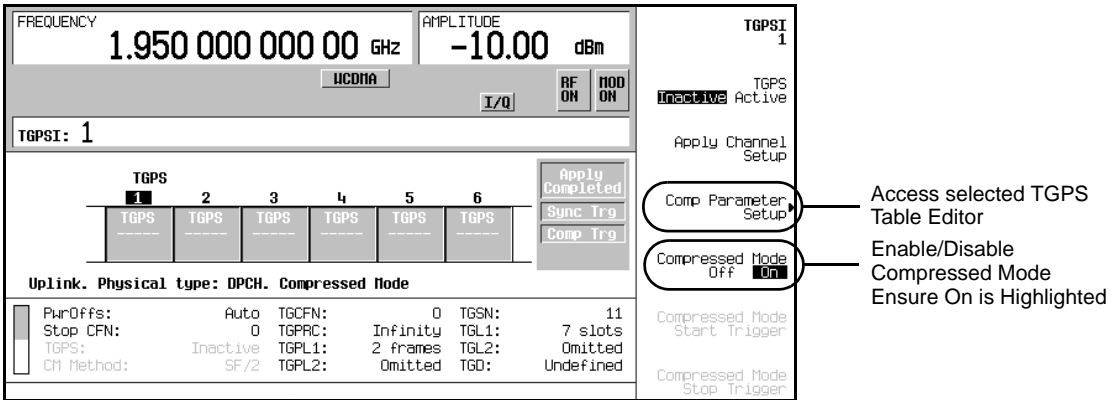 FREQUENCY
1.950 000 000 00 GHz
AMPLITUDE
-10.00 dBm
WCDMA
I/Q
RF ON
MOD ON
TGPSI: 1
TGPS
1 2 3 4 5 6
TGPS TGPS TGPS TGPS TGPS TGPS
----- ----- ----- ----- ----- -----
Apply Completed
Sync Trg
Comp Trg
Uplink. Physical type: DPCH. Compressed Mode
PwrOffs: Auto TGCFN: 0 TGSN: 11
Stop CFN: 0 TGPRC: Infinity TGL1: 7 slots
TGPS: Inactive TGPL1: 2 frames TGL2: Omitted
CM Method: SF/2 TGPL2: Omitted TGD: Undefined
TGPSI
1
TGPS
Inactive Active
Apply Channel
Setup
Comp Parameter
Setup
Compressed Mode
Off On
Compressed Mode
Start Trigger
Compressed Mode
Stop Trigger
Access selected TGPS
Table Editor
Enable/Disable
Compressed Mode
Ensure On is Highlighted